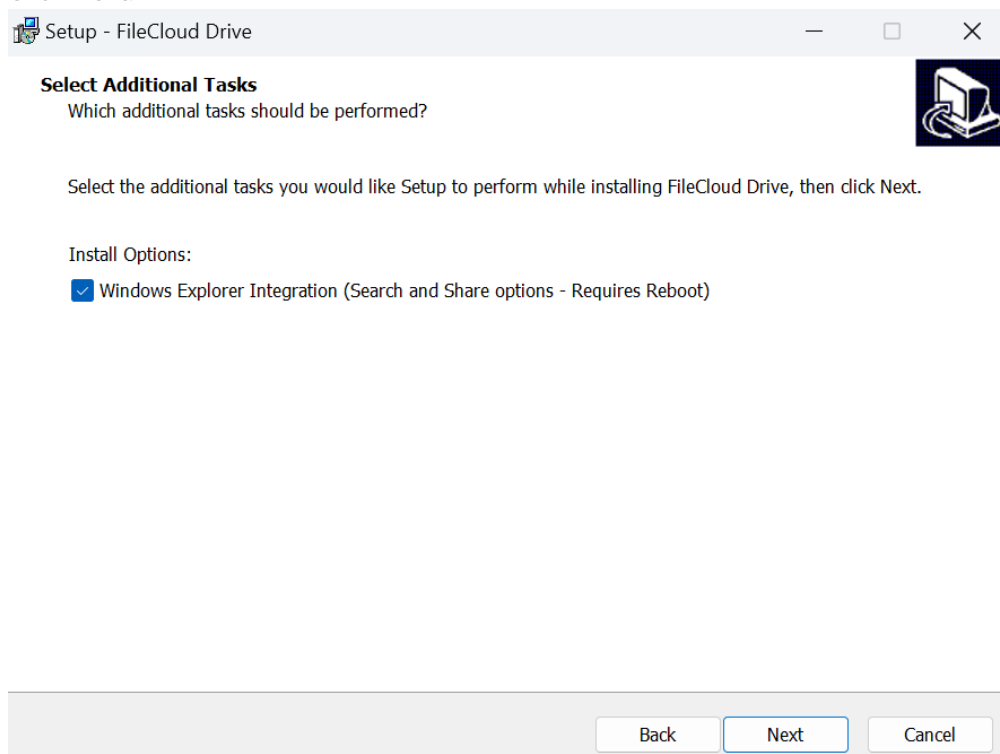 Setup - FileCloud Drive
Select Additional Tasks
Which additional tasks should be performed?
Select the additional tasks you would like Setup to perform while installing FileCloud Drive, then click Next.
Install Options:
Windows Explorer Integration (Search and Share options - Requires Reboot)
Back Next Cancel